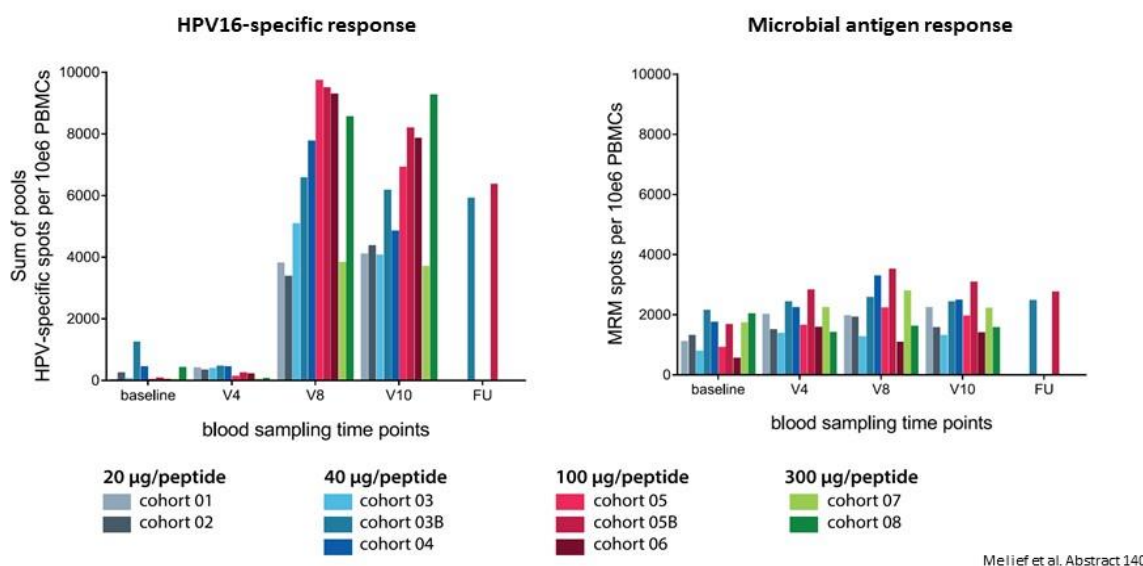 HPV16-specific response
Sum of pools
HPV-specific spots per 10e6 PBMCs
10000
8000
6000
4000
2000
0
baseline
V4
V8
V10
FU
blood sampling time points
Microbial antigen response
MRM spots per 10e6 PBMCs
10000
8000
6000
4000
2000
0
baseline
V4
V8
V10
FU
blood sampling time points
20 µg/peptide
cohort 01
cohort 02
40 µg/peptide
cohort 03
cohort 03B
cohort 04
100 µg/peptide
cohort 05
cohort 05B
cohort 06
300 µg/peptide
cohort 07
cohort 08
Melief et al. Abstract 140